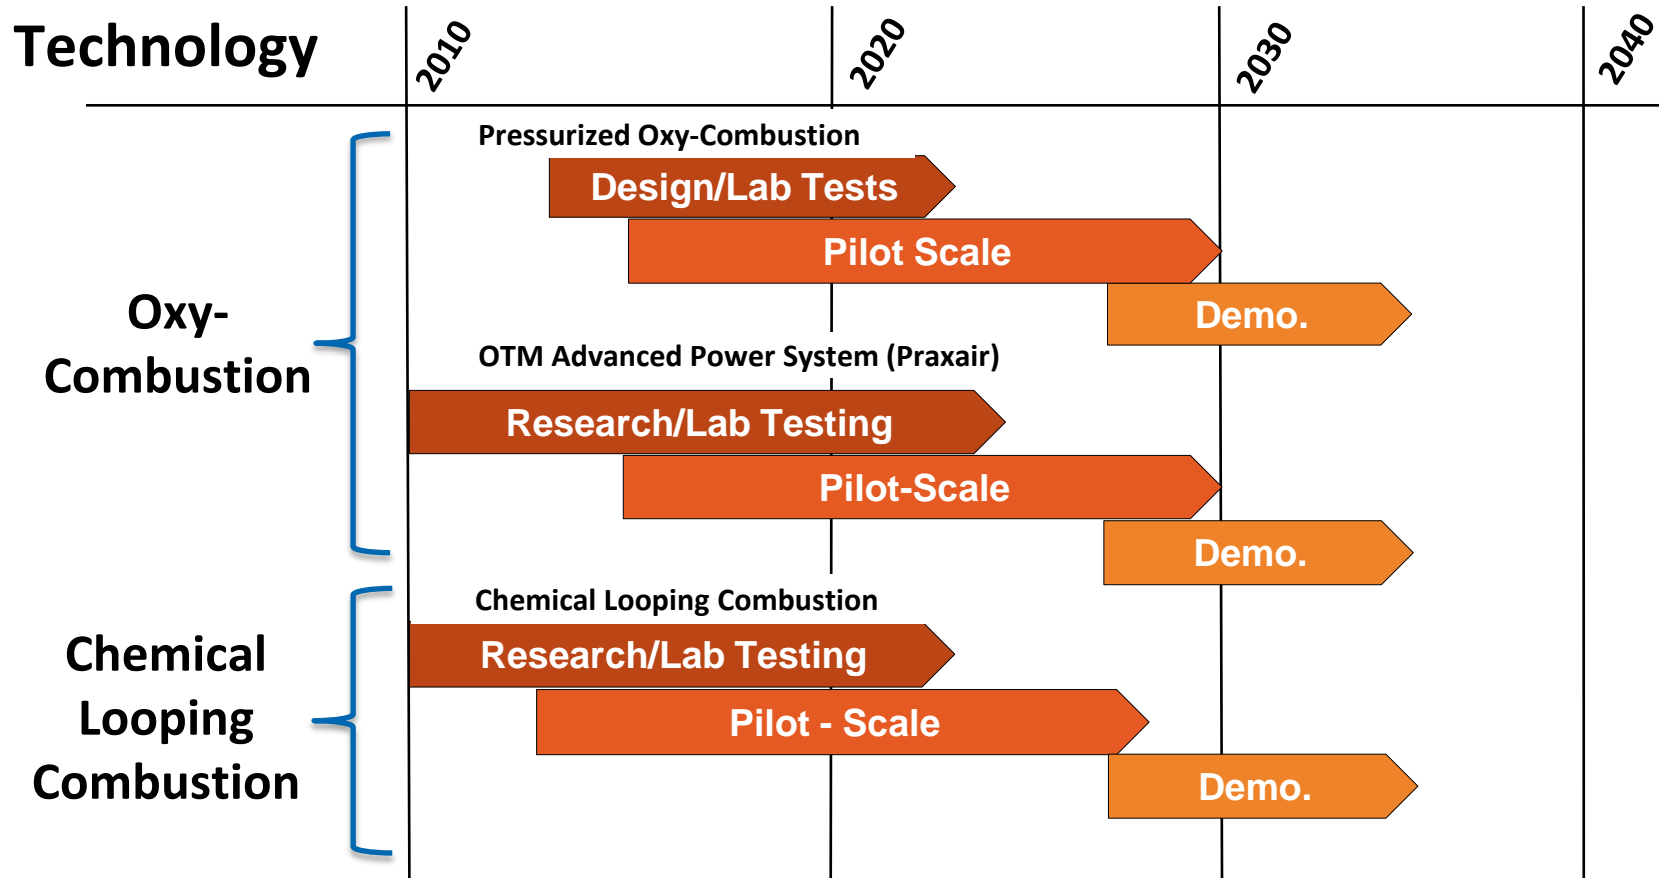 Technology
2010
2020
2030
2040
Pressurized Oxy-Combustion
Design/Lab Tests
Pilot Scale
Demo.
Oxy-
Combustion
OTM Advanced Power System (Praxair)
Research/Lab Testing
Pilot-Scale
Demo.
Chemical Looping Combustion
Research/Lab Testing
Pilot - Scale
Demo.
Chemical
Looping
Combustion